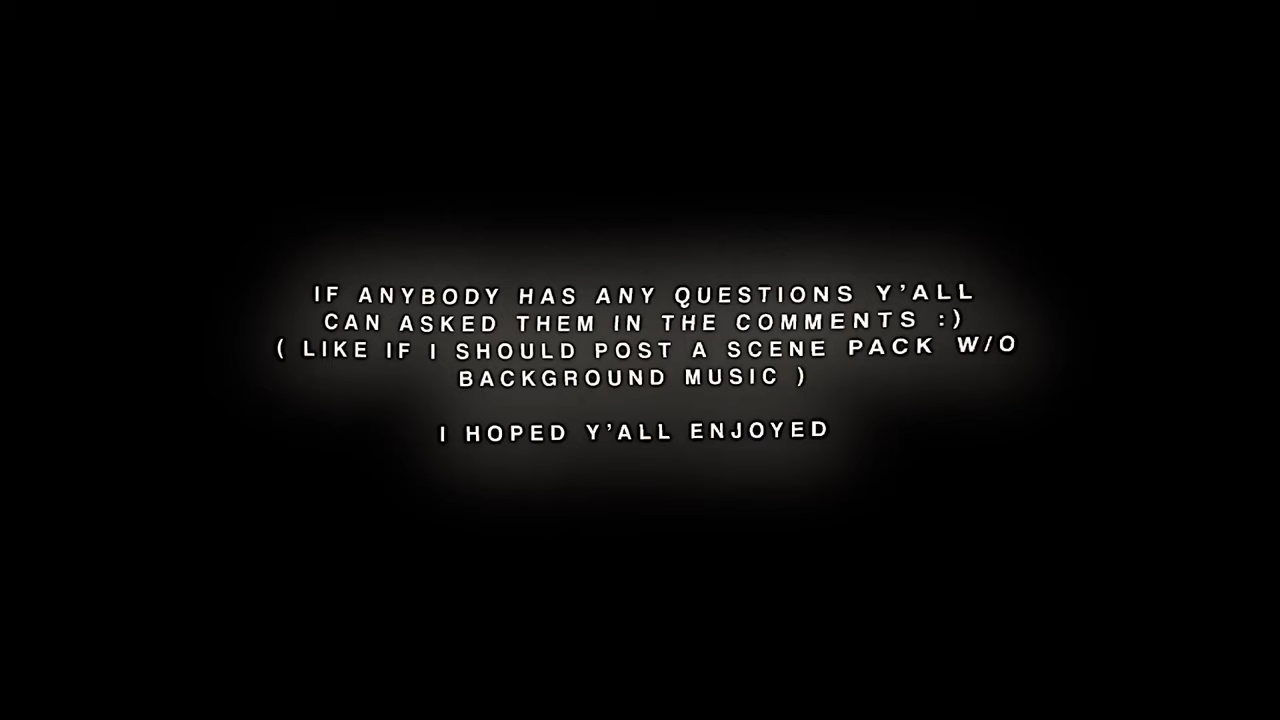 IF ANYBODY HAS ANY QUESTIONS Y'ALL
CAN ASKED THEM IN THE COMMENTS :)
( LIKE IF I SHOULD POST A SCENE PACK W/O
BACKGROUND MUSIC )
I HOPED Y'ALL ENJOYED